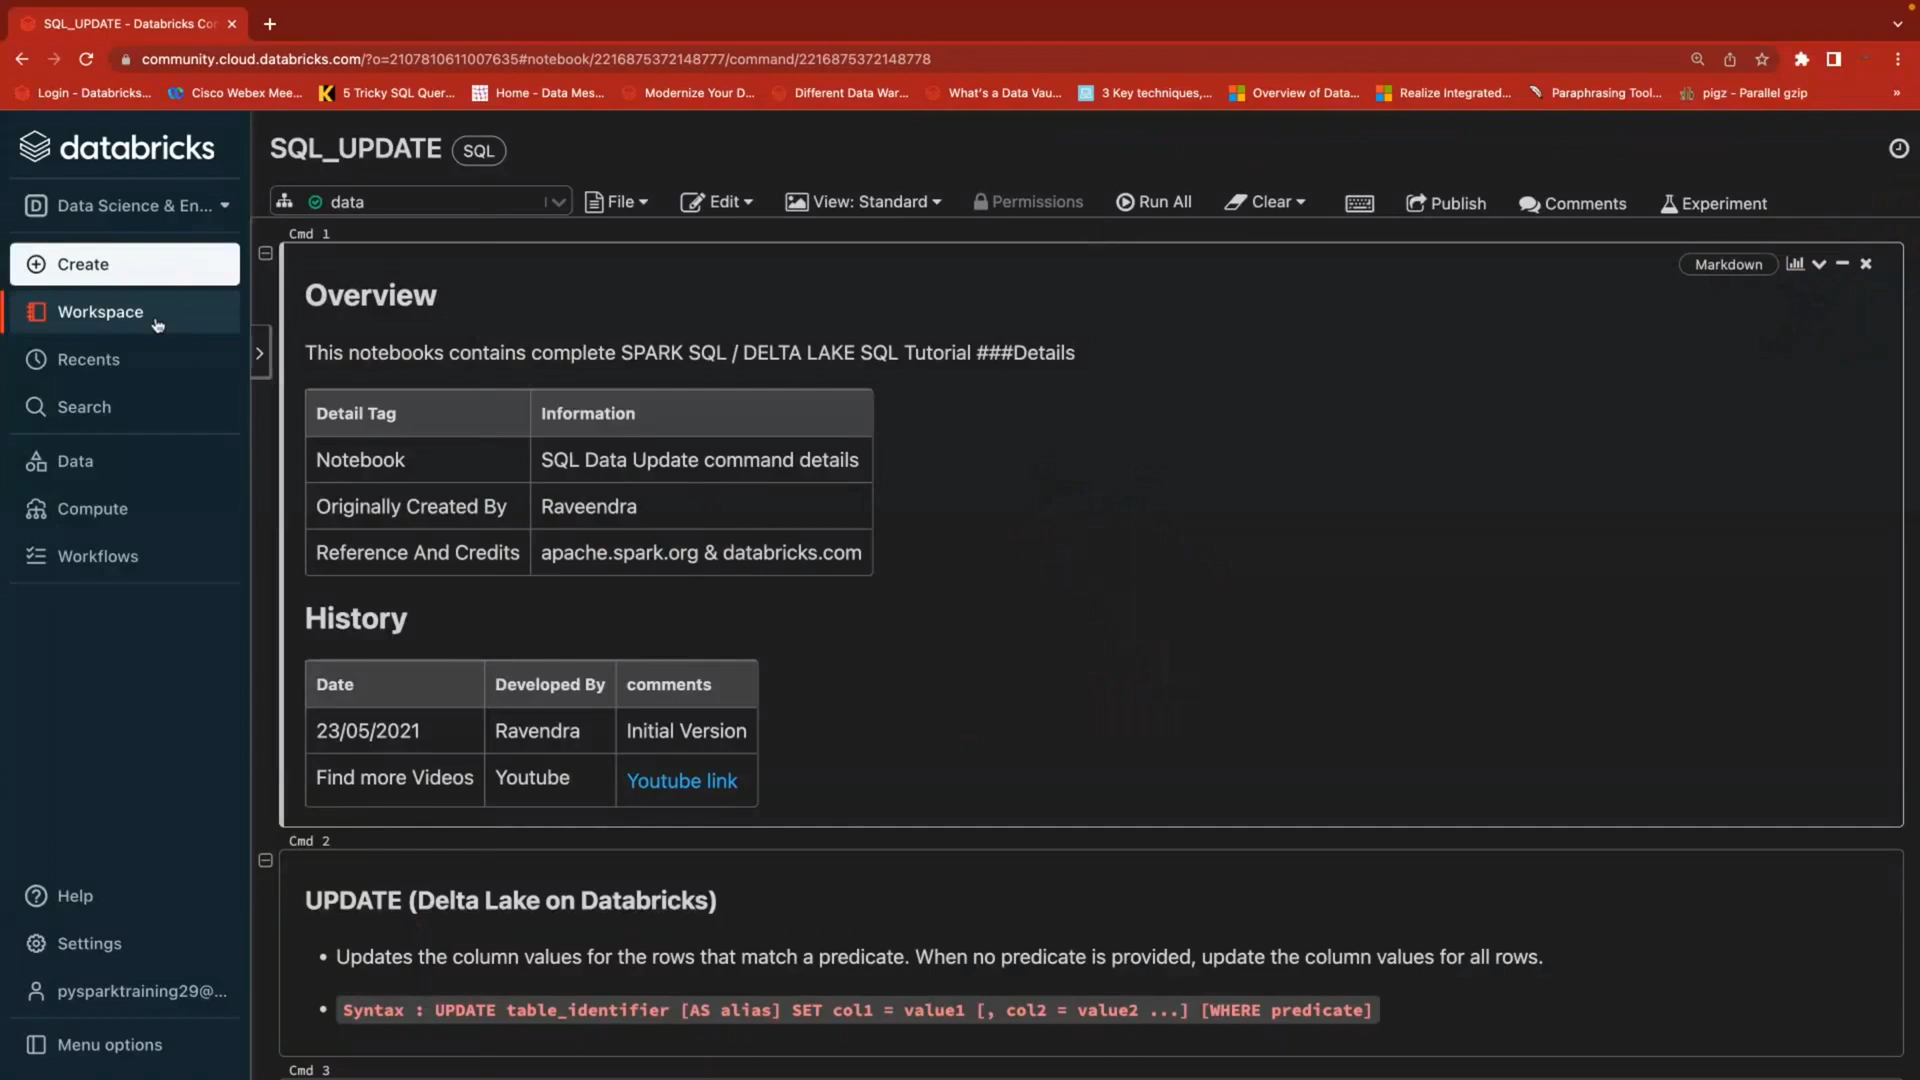 SQL_UPDATE - Databricks Cor
community.cloud.databricks.com/?o=2107810611007635#notebook/2216875372148777/command/2216875372148778
Login - Databricks... Cisco Webex Mee... 5 Tricky SQL Quer... Home - Data Mes... Modernize Your D... Different Data War... What's a Data Vau... 3 Key techniques,... Overview of Data... Realize Integrated... Paraphrasing Tool... pigz - Parallel gzip »
databricks
Data Science & En...
Create
Workspace
Recents
Search
Data
Compute
Workflows
Help
Settings
pysparktraining29@...
Menu options
SQL_UPDATE SQL
data File Edit View: Standard Permissions Run All Clear Publish Comments Experiment
Cmd 1
Markdown
Overview
This notebooks contains complete SPARK SQL / DELTA LAKE SQL Tutorial ###Details
Detail Tag Information
Notebook SQL Data Update command details
Originally Created By Raveendra
Reference And Credits apache.spark.org & databricks.com
History
Date Developed By comments
23/05/2021 Ravendra Initial Version
Find more Videos Youtube Youtube link
Cmd 2
UPDATE (Delta Lake on Databricks)
• Updates the column values for the rows that match a predicate. When no predicate is provided, update the column values for all rows.
• Syntax : UPDATE table_identifier [AS alias] SET col1 = value1 [, col2 = value2 ...] [WHERE predicate]
Cmd 3